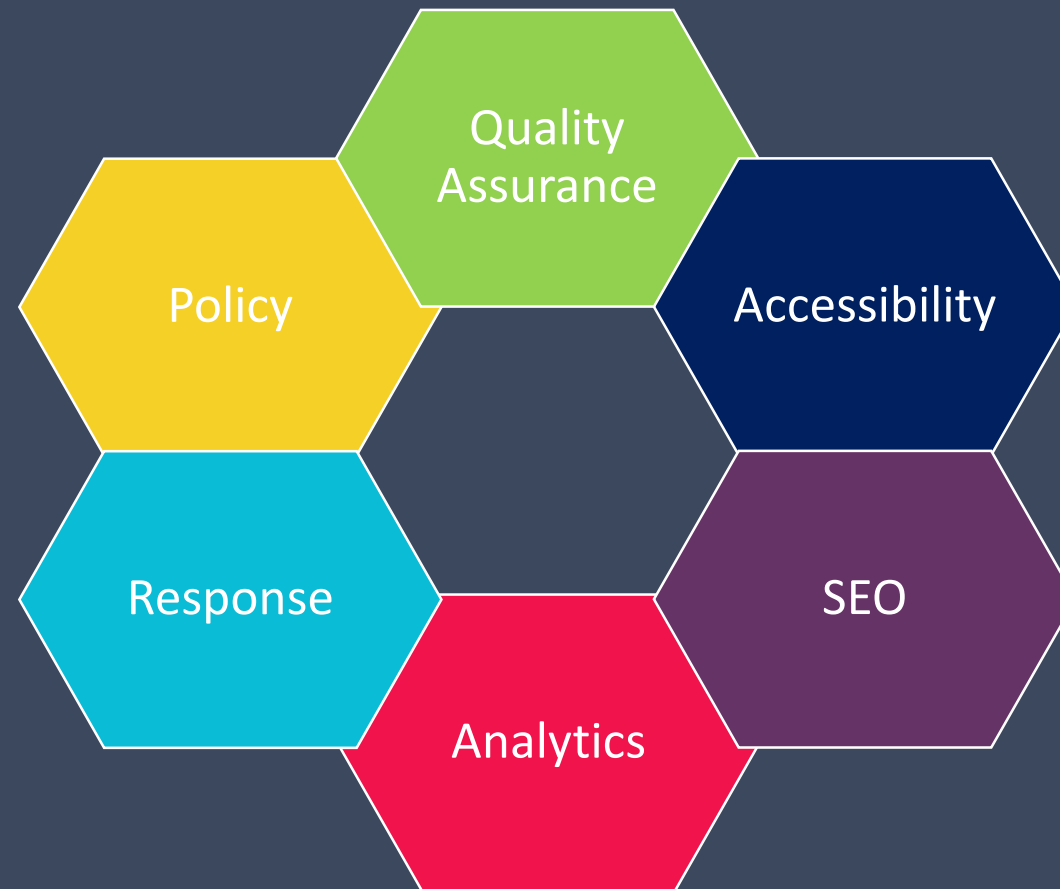 Quality
Assurance
Policy
Accessibility
Response
SEO
Analytics